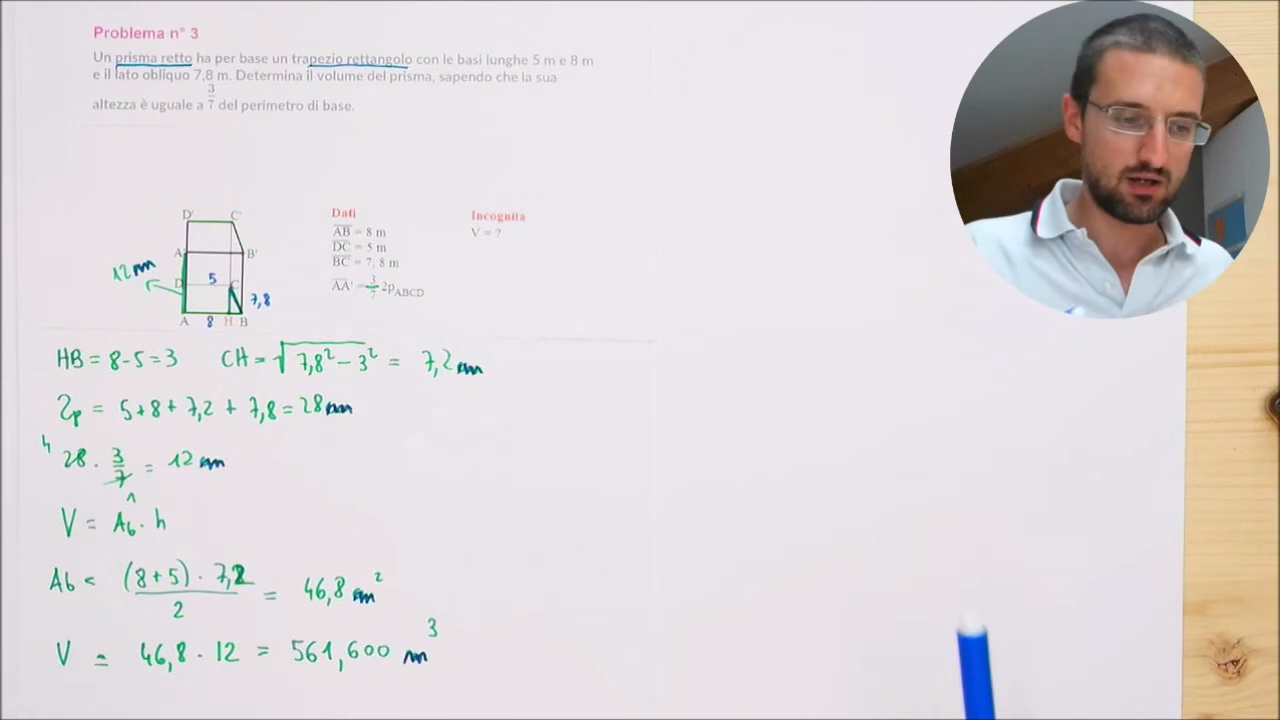 Problema n° 3
Un prisma retto ha per base un trapezio rettangolo con le basi lunghe 5 m e 8 m
e il lato obliquo 7,8 m. Determina il volume del prisma, sapendo che la sua
altezza è uguale a 3/7 del perimetro di base.
D' C'
A' B'
12 m
D 5 C
7,8
A 8 H B
Dati
AB = 8 m
DC = 5 m
BC = 7, 8 m
AA' = 3/7 2pABCD
Incognita
V = ?
HB = 8-5=3 CH = √7,8² - 3² = 7,2 m
2p = 5+8+7,2 + 7,8 = 28 m
h 28 · 3/7 = 12 m
V = Ab · h
Ab = (8+5) · 7,2 / 2 = 46,8 m²
V = 46,8 · 12 = 561,600 m³